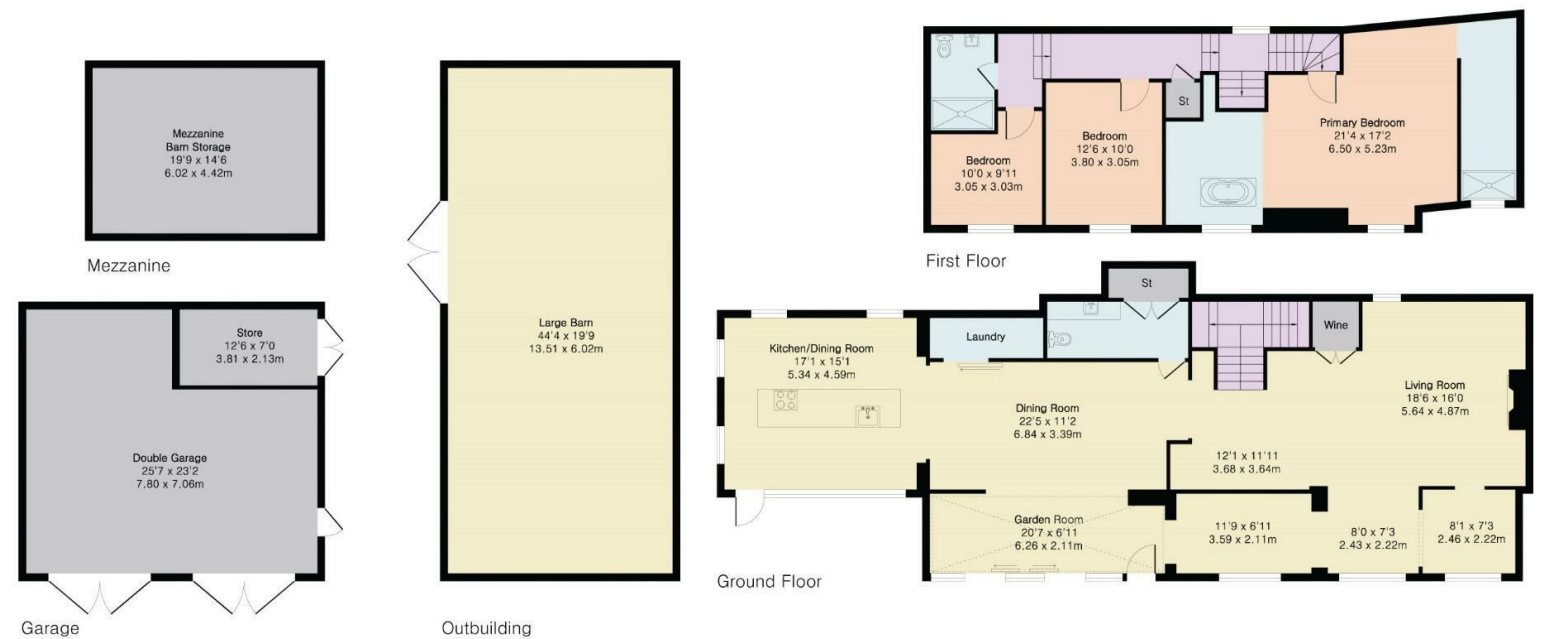 Mezzanine
Barn Storage
19'9 x 14'6
6.02 x 4.42m
Mezzanine
Store
12'6 x 7'0
3.81 x 2.13m
Double Garage
25'7 x 23'2
7.80 x 7.06m
Garage
Large Barn
44'4 x 19'9
13.51 x 6.02m
Outbuilding
Bedroom
10'0 x 9'11
3.05 x 3.03m
Bedroom
12'6 x 10'0
3.80 x 3.05m
St
Primary Bedroom
21'4 x 17'2
6.50 x 5.23m
First Floor
St
Kitchen/Dining Room
17'1 x 15'1
5.34 x 4.59m
Laundry
Wine
Dining Room
22'5 x 11'2
6.84 x 3.39m
Living Room
18'6 x 16'0
5.64 x 4.87m
12'1 x 11'11
3.68 x 3.64m
Garden Room
20'7 x 6'11
6.26 x 2.11m
11'9 x 6'11
3.59 x 2.11m
8'0 x 7'3
2.43 x 2.22m
8'1 x 7'3
2.46 x 2.22m
Ground Floor